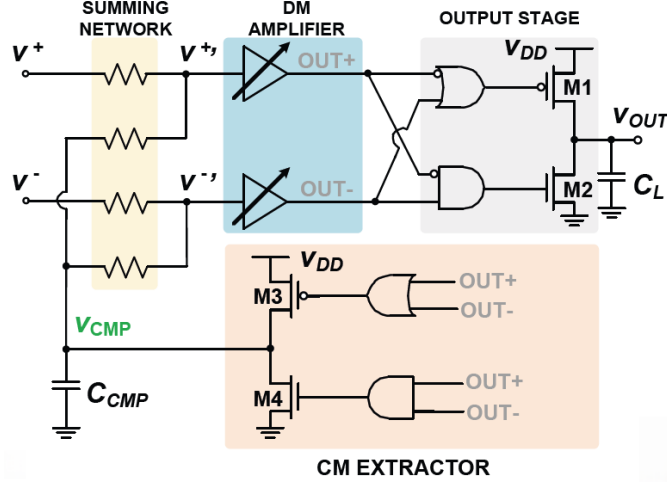 SUMMING
NETWORK
DM
AMPLIFIER
OUTPUT STAGE
v+
v+'
OUT+
vDD
M1
vOUT
v-
v-'
OUT-
M2
CL
vDD
M3
OUT+
OUT-
vCMP
CCMP
M4
OUT+
OUT-
CM EXTRACTOR